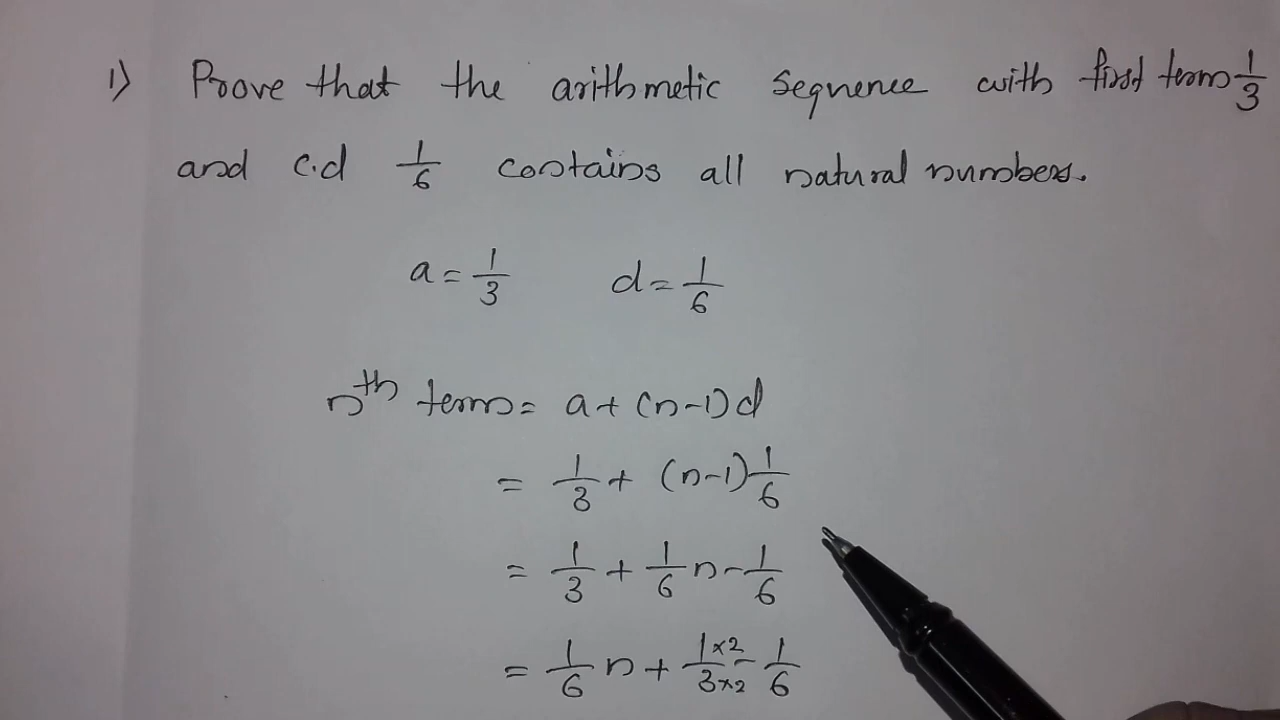 1) Prove that the arithmetic sequence with first term 1/3
and c.d 1/6 contains all natural numbers.
a = 1/3 d = 1/6
nth term = a + (n-1)d
= 1/3 + (n-1) 1/6
= 1/3 + 1/6 n - 1/6
= 1/6 n + 1×2/3×2 - 1/6